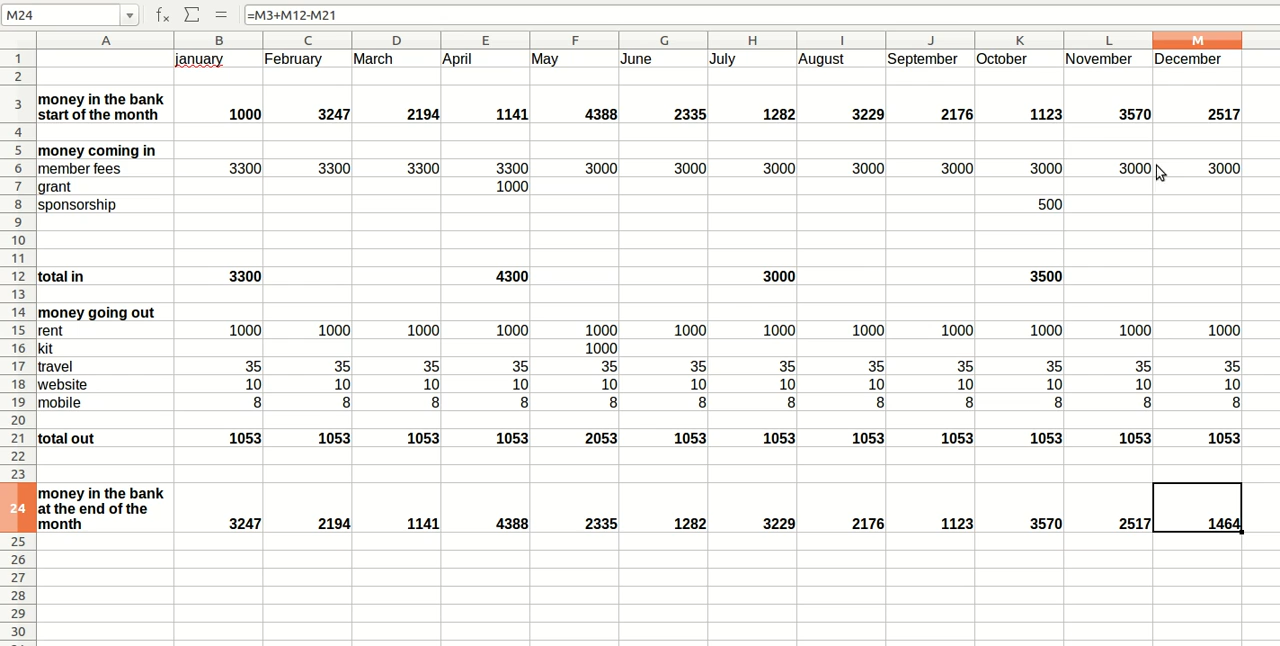 M24 fx Σ = =M3+M12-M21
A B C D E F G H I J K L M
1 january February March April May June July August September October November December
2
money in the bank
3 start of the month 1000 3247 2194 1141 4388 2335 1282 3229 2176 1123 3570 2517
4
5 money coming in
6 member fees 3300 3300 3300 3300 3000 3000 3000 3000 3000 3000 3000 3000
7 grant 1000
8 sponsorship 500
9
10
11
12 total in 3300 4300 3000 3500
13
14 money going out
15 rent 1000 1000 1000 1000 1000 1000 1000 1000 1000 1000 1000 1000
16 kit 1000
17 travel 35 35 35 35 35 35 35 35 35 35 35 35
18 website 10 10 10 10 10 10 10 10 10 10 10 10
19 mobile 8 8 8 8 8 8 8 8 8 8 8 8
20
21 total out 1053 1053 1053 1053 2053 1053 1053 1053 1053 1053 1053 1053
22
23
money in the bank
24 at the end of the
month 3247 2194 1141 4388 2335 1282 3229 2176 1123 3570 2517 1464
25
26
27
28
29
30